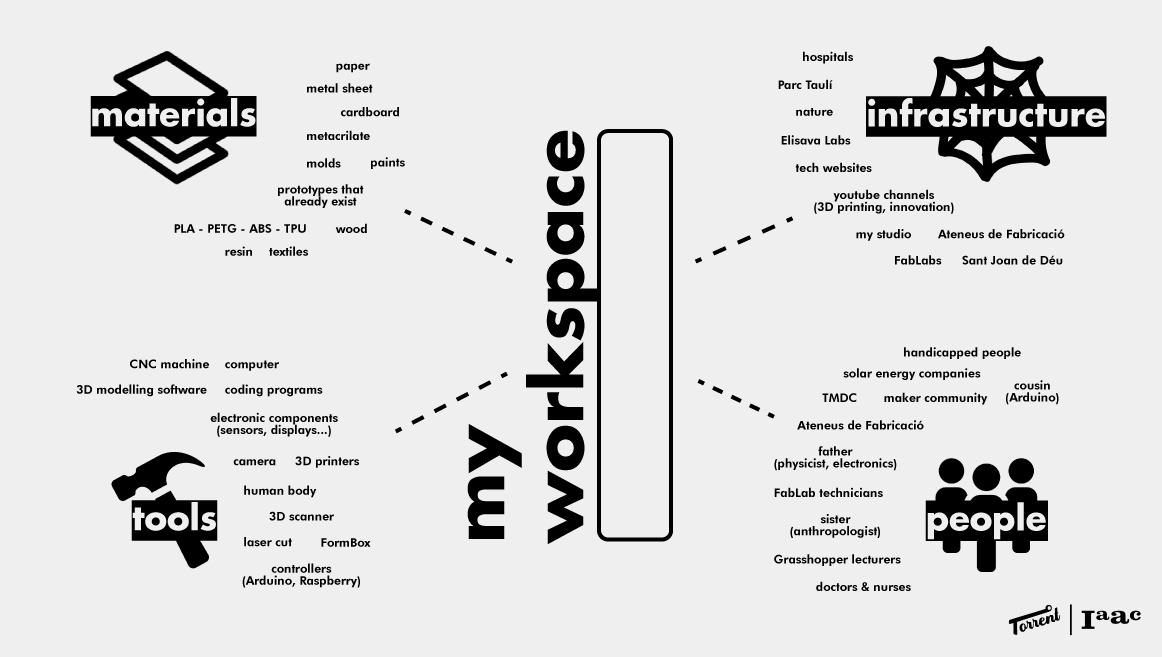 materials
paper
metal sheet
cardboard
metacrilate
molds paints
prototypes that
already exist
PLA - PETG - ABS - TPU wood
resin textiles
infrastructure
hospitals
Parc Taulí
nature
Elisava Labs
tech websites
youtube channels
(3D printing, innovation)
my studio Ateneus de Fabricació
FabLabs Sant Joan de Déu
my
workspace
CNC machine computer
3D modelling software coding programs
electronic components
(sensors, displays...)
camera 3D printers
human body
3D scanner
laser cut FormBox
controllers
(Arduino, Raspberry)
tools
handicapped people
solar energy companies
cousin
(Arduino)
TMDC maker community
Ateneus de Fabricació
father
(physicist, electronics)
FabLab technicians
sister
(anthropologist)
Grasshopper lecturers
doctors & nurses
people
Torrent | Iaac